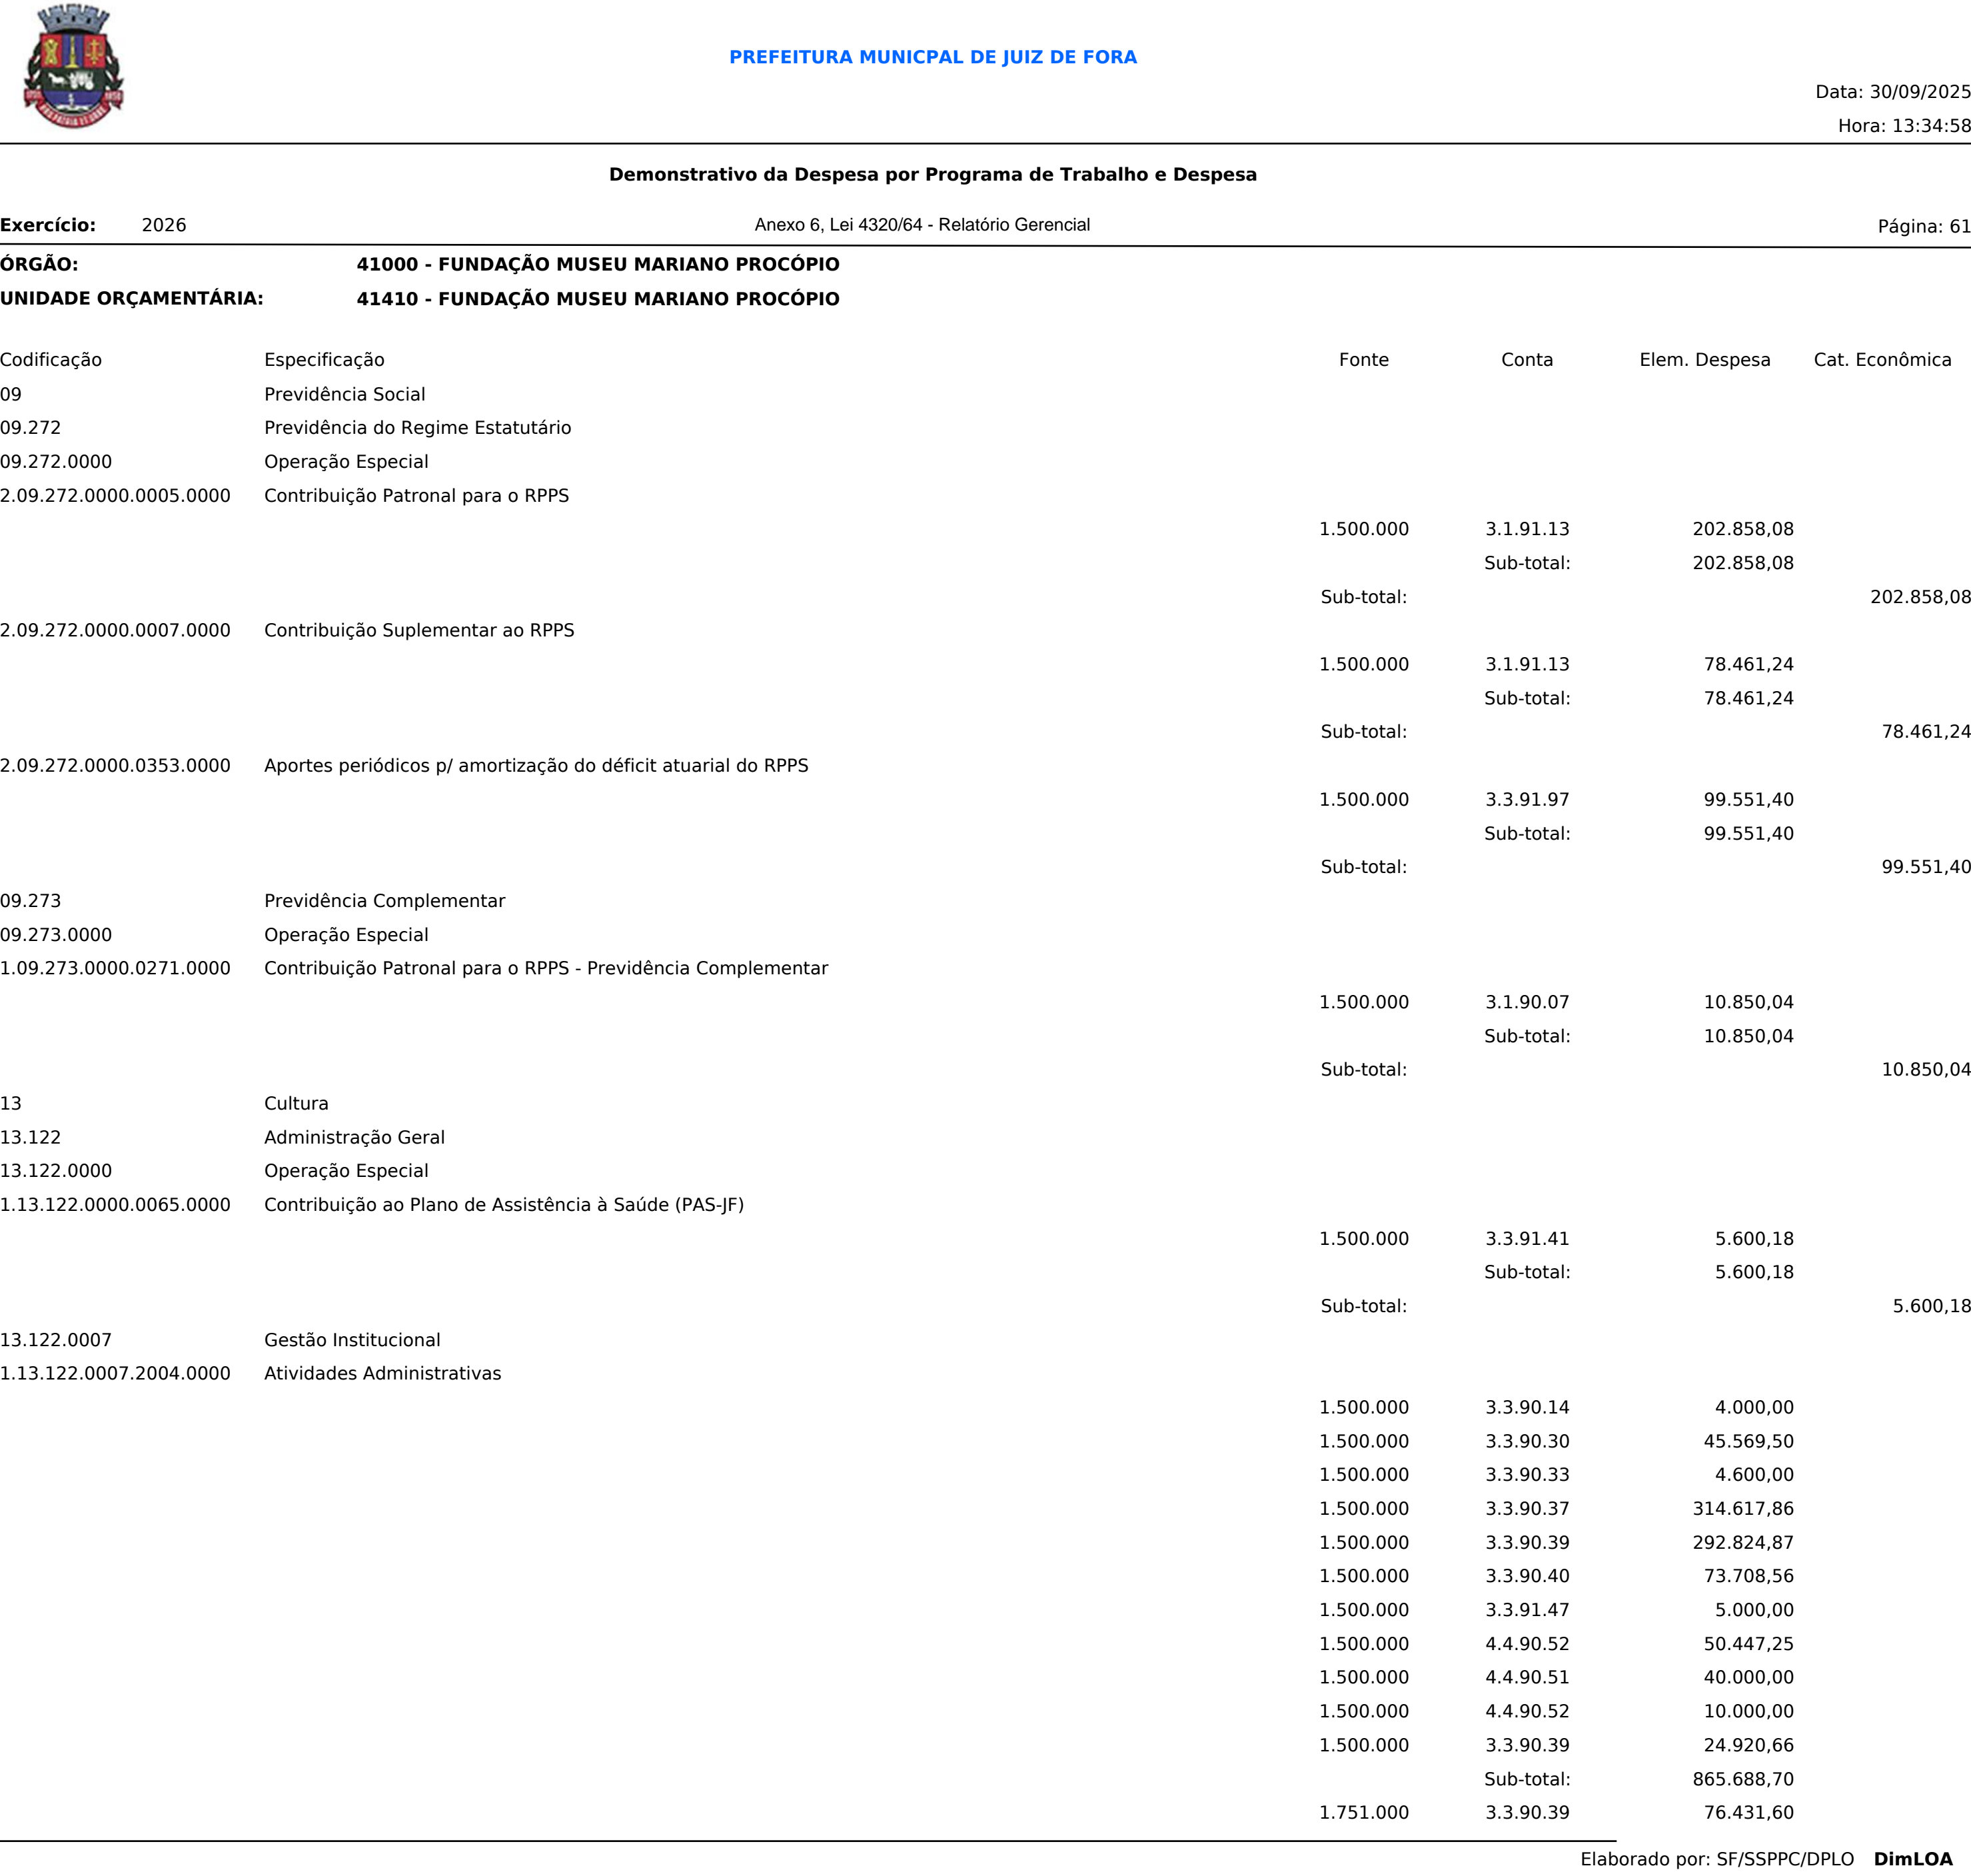 PREFEITURA MUNICPAL DE JUIZ DE FORA
Data: 30/09/2025
Hora: 13:34:58
Demonstrativo da Despesa por Programa de Trabalho e Despesa
Exercício: 2026 Anexo 6, Lei 4320/64 - Relatório Gerencial Página: 61
ÓRGÃO: 41000 - FUNDAÇÃO MUSEU MARIANO PROCÓPIO
UNIDADE ORÇAMENTÁRIA: 41410 - FUNDAÇÃO MUSEU MARIANO PROCÓPIO
Codificação Especificação Fonte Conta Elem. Despesa Cat. Econômica
09 Previdência Social
09.272 Previdência do Regime Estatutário
09.272.0000 Operação Especial
2.09.272.0000.0005.0000 Contribuição Patronal para o RPPS
1.500.000 3.1.91.13 202.858,08
Sub-total: 202.858,08
Sub-total: 202.858,08
2.09.272.0000.0007.0000 Contribuição Suplementar ao RPPS
1.500.000 3.1.91.13 78.461,24
Sub-total: 78.461,24
Sub-total: 78.461,24
2.09.272.0000.0353.0000 Aportes periódicos p/ amortização do déficit atuarial do RPPS
1.500.000 3.3.91.97 99.551,40
Sub-total: 99.551,40
Sub-total: 99.551,40
09.273 Previdência Complementar
09.273.0000 Operação Especial
1.09.273.0000.0271.0000 Contribuição Patronal para o RPPS - Previdência Complementar
1.500.000 3.1.90.07 10.850,04
Sub-total: 10.850,04
Sub-total: 10.850,04
13 Cultura
13.122 Administração Geral
13.122.0000 Operação Especial
1.13.122.0000.0065.0000 Contribuição ao Plano de Assistência à Saúde (PAS-JF)
1.500.000 3.3.91.41 5.600,18
Sub-total: 5.600,18
Sub-total: 5.600,18
13.122.0007 Gestão Institucional
1.13.122.0007.2004.0000 Atividades Administrativas
1.500.000 3.3.90.14 4.000,00
1.500.000 3.3.90.30 45.569,50
1.500.000 3.3.90.33 4.600,00
1.500.000 3.3.90.37 314.617,86
1.500.000 3.3.90.39 292.824,87
1.500.000 3.3.90.40 73.708,56
1.500.000 3.3.91.47 5.000,00
1.500.000 4.4.90.52 50.447,25
1.500.000 4.4.90.51 40.000,00
1.500.000 4.4.90.52 10.000,00
1.500.000 3.3.90.39 24.920,66
Sub-total: 865.688,70
1.751.000 3.3.90.39 76.431,60
Elaborado por: SF/SSPPC/DPLO DimLOA